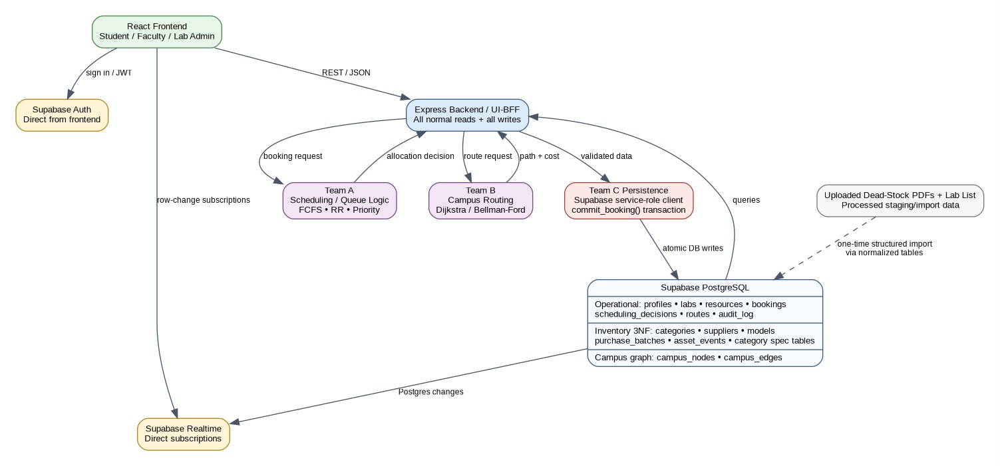 React Frontend
Student / Faculty / Lab Admin
sign in / JWT
REST / JSON
Supabase Auth
Direct from frontend
Express Backend / UI-BFF
All normal reads + all writes
booking request
allocation decision
route request
path + cost
validated data
row-change subscriptions
Team A
Scheduling / Queue Logic
FCFS • RR • Priority
Team B
Campus Routing
Dijkstra / Bellman-Ford
Team C Persistence
Supabase service-role client
commit_booking() transaction
queries
Uploaded Dead-Stock PDFs + Lab List
Processed staging/import data
atomic DB writes
one-time structured import
via normalized tables
Supabase PostgreSQL
Operational: profiles • labs • resources • bookings
scheduling_decisions • routes • audit_log
Inventory 3NF: categories • suppliers • models
purchase_batches • asset_events • category spec tables
Campus graph: campus_nodes • campus_edges
Postgres changes
Supabase Realtime
Direct subscriptions